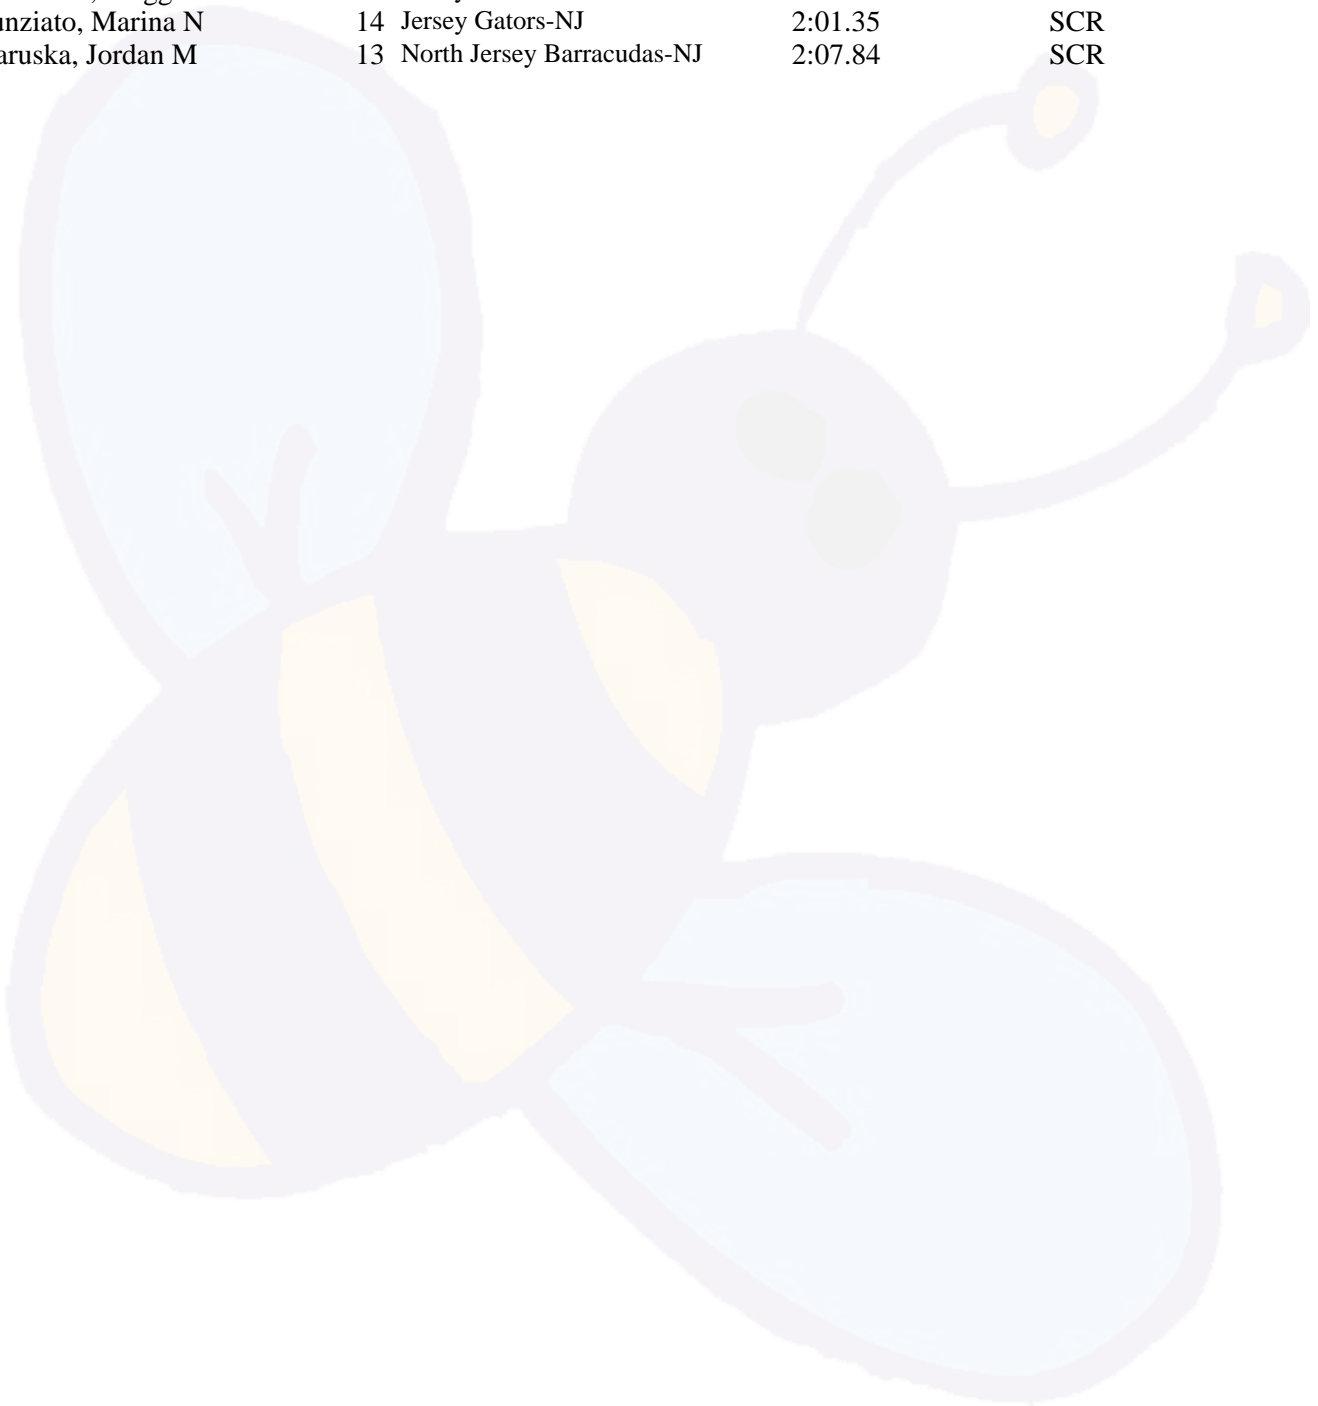 unziato, Marina N 14 Jersey Gators-NJ 2:01.35 SCR
aruska, Jordan M 13 North Jersey Barracudas-NJ 2:07.84 SCR